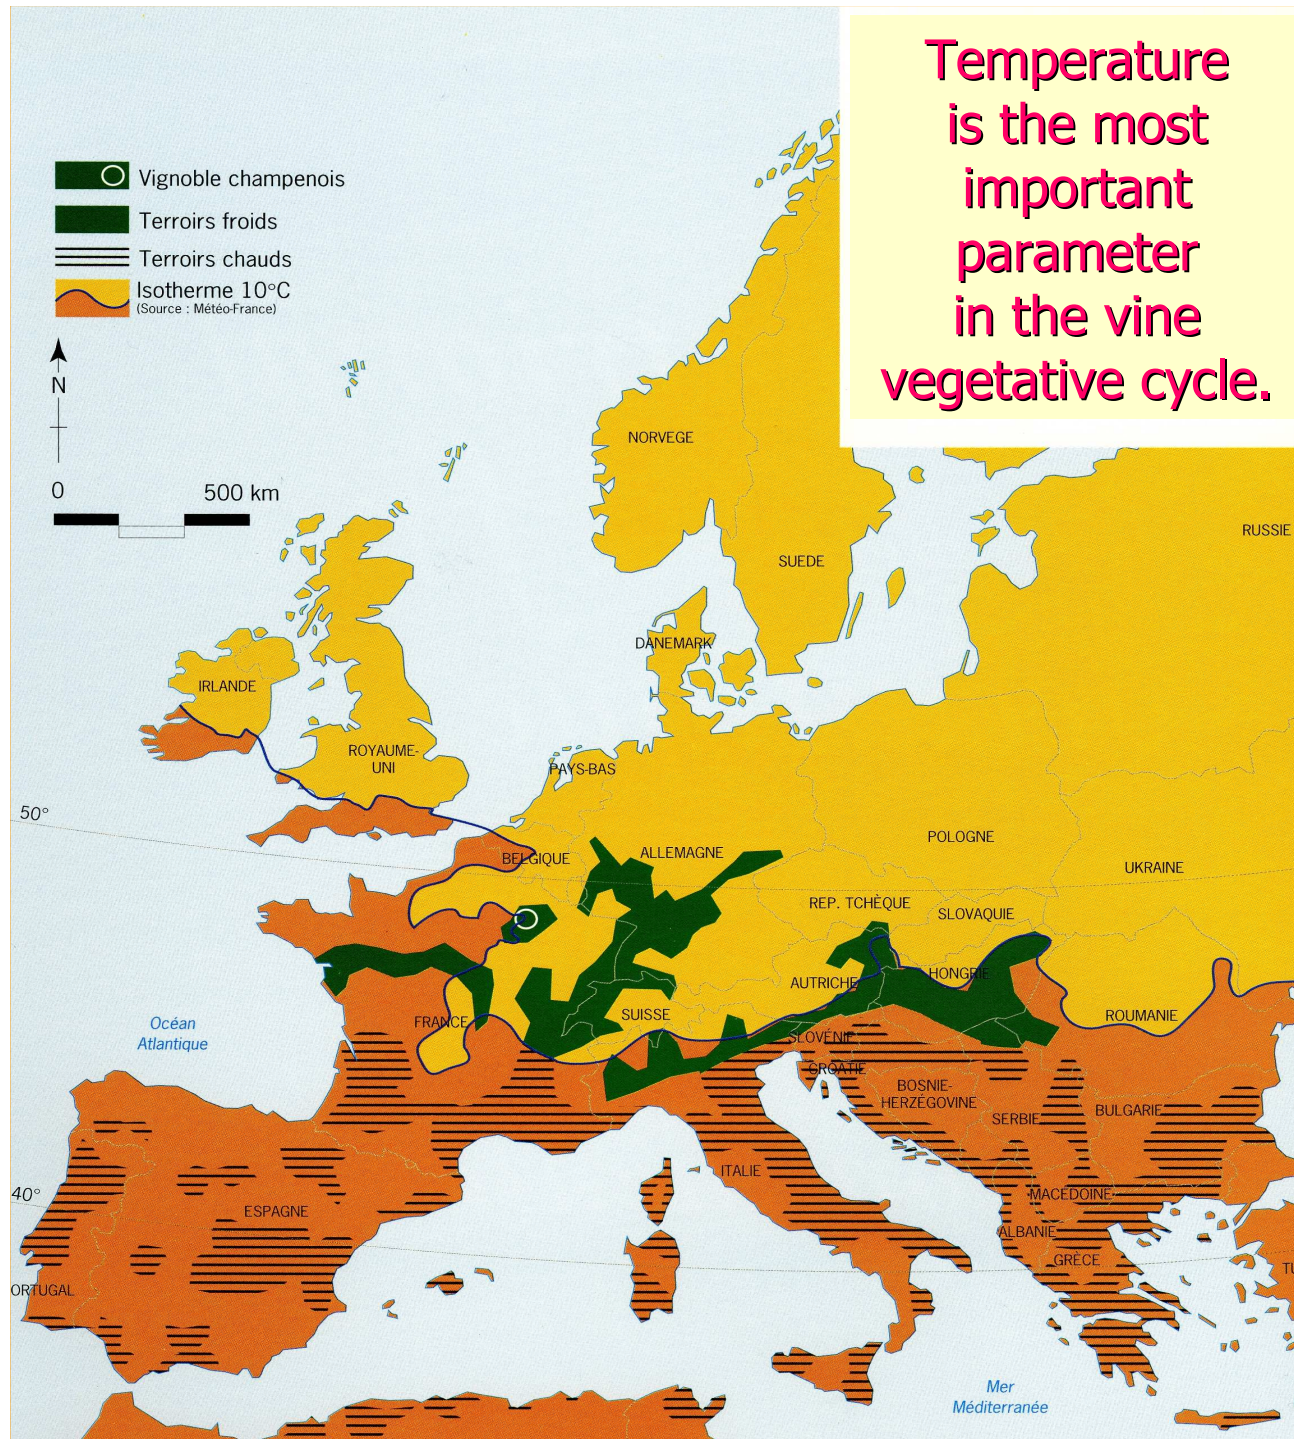 Temperature
is the most
important
parameter
in the vine
vegetative cycle.
Vignoble champenois
Terroirs froids
Terroirs chauds
Isotherme 10°C
(Source : Météo-France)
N
0 500 km
NORVEGE
RUSSIE
SUEDE
DANEMARK
IRLANDE
ROYAUME-
UNI
PAYS-BAS
50°
POLOGNE
BELGIQUE
ALLEMAGNE
UKRAINE
REP. TCHÈQUE
SLOVAQUIE
HONGRIE
AUTRICHE
FRANCE
SUISSE
ROUMANIE
Océan
Atlantique
SLOVÉNIE
CROATIE
BOSNIE-
HERZÉGOVINE
SERBIE
BULGARIE
ITALIE
40°
MACEDOINE
ESPAGNE
ALBANIE
GRÈCE
TU
ORTUGAL
Mer
Méditerranée